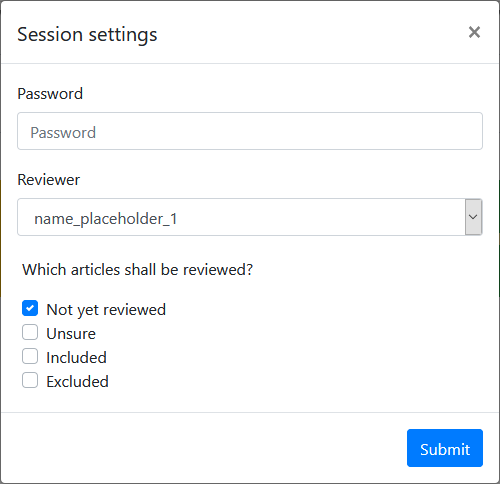 Session settings ×
Password
Password
Reviewer
name_placeholder_1
Which articles shall be reviewed?
Not yet reviewed
Unsure
Included
Excluded
Submit